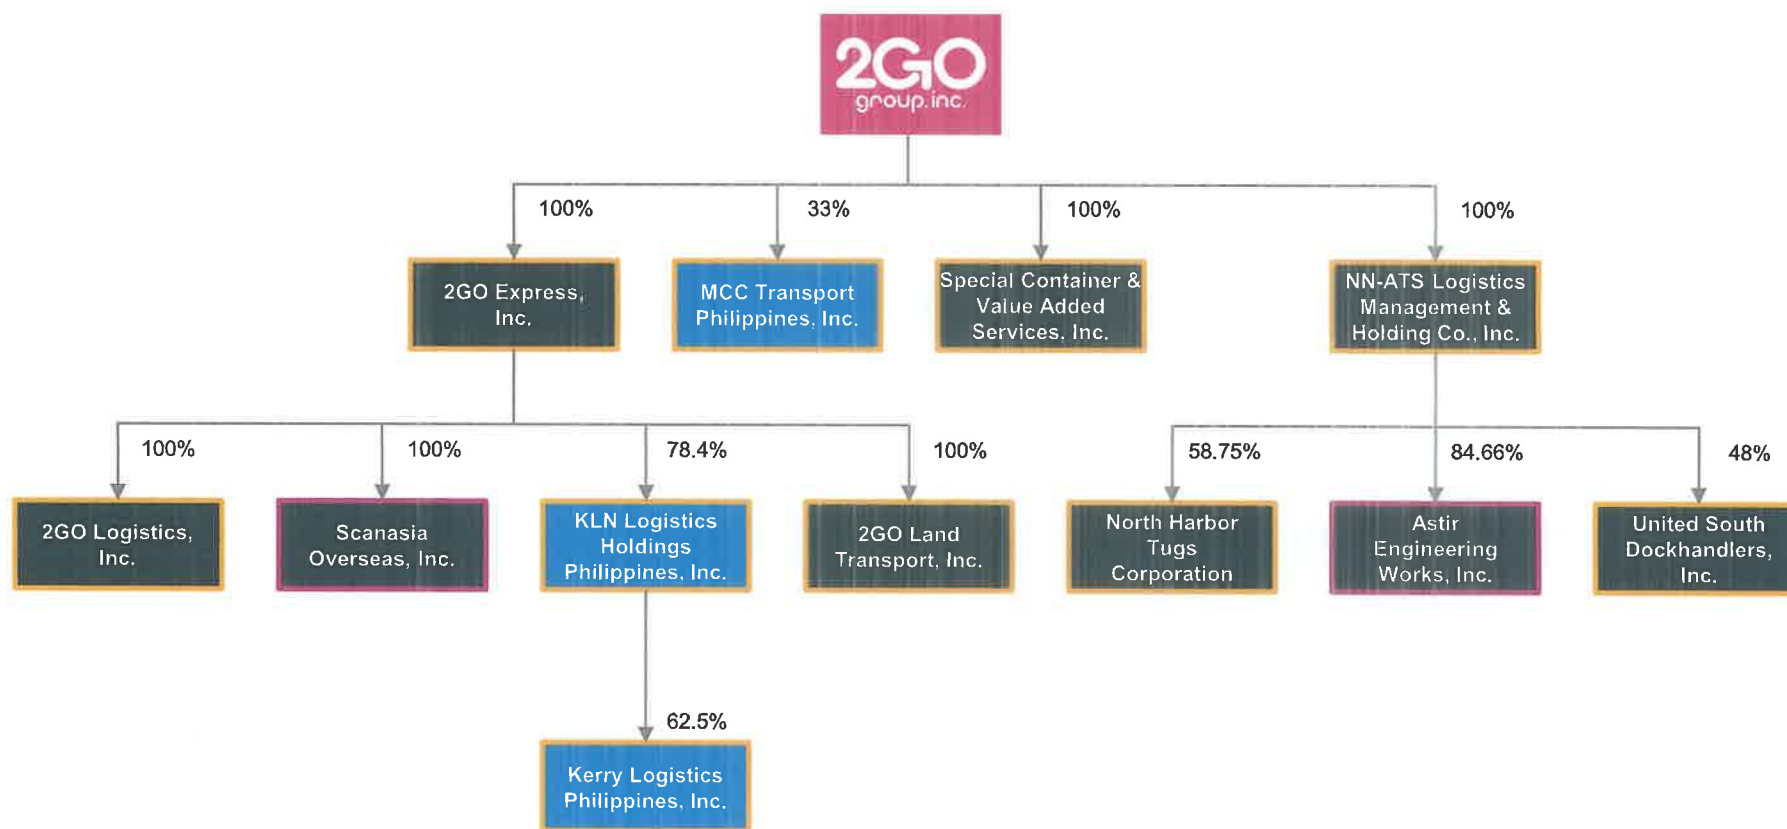 2GO
group.inc.
100%
33%
100%
100%
2GO Express,
Inc.
MCC Transport
Philippines, Inc.
Special Container &
Value Added
Services, Inc.
NN-ATS Logistics
Management &
Holding Co., Inc.
100%
100%
78.4%
100%
58.75%
84.66%
48%
2GO Logistics,
Inc.
Scanasia
Overseas, Inc.
KLN Logistics
Holdings
Philippines, Inc.
2GO Land
Transport, Inc.
North Harbor
Tugs
Corporation
Astir
Engineering
Works, Inc.
United South
Dockhandlers,
Inc.
62.5%
Kerry Logistics
Philippines, Inc.